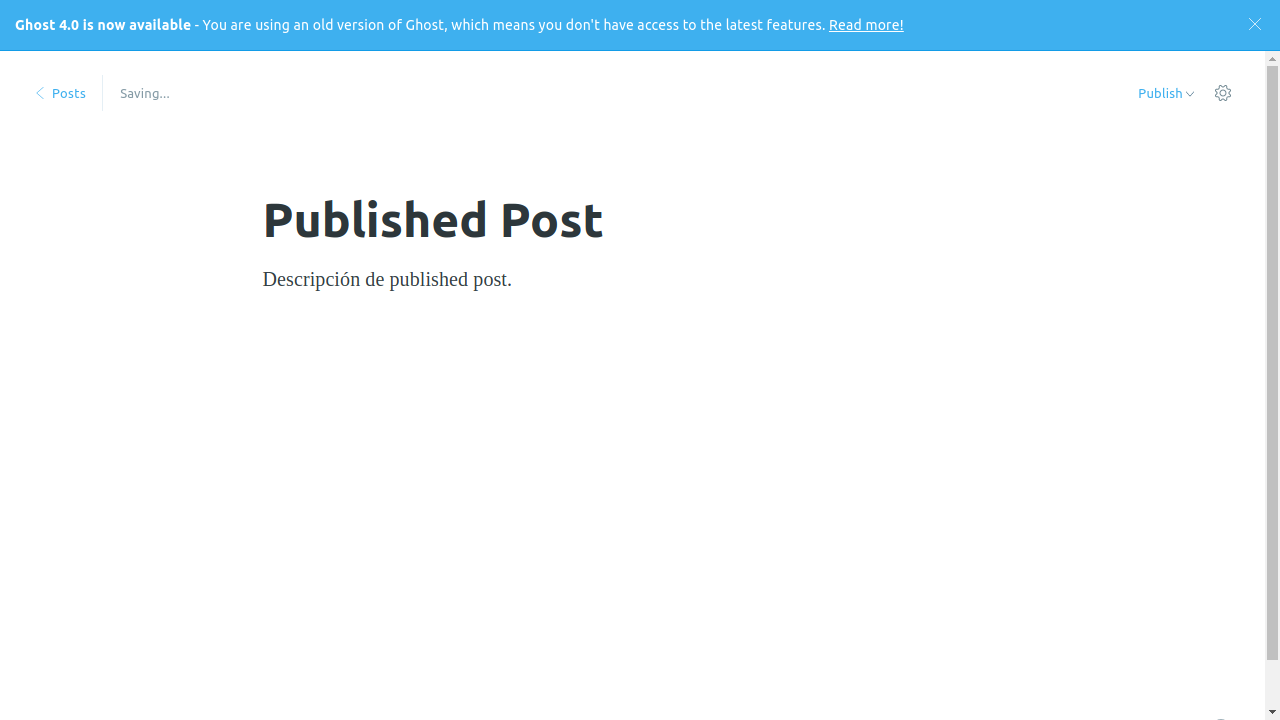 Ghost 4.0 is now available - You are using an old version of Ghost, which means you don't have access to the latest features. Read more!
Posts
Saving...
Publish
Published Post
Descripción de published post.